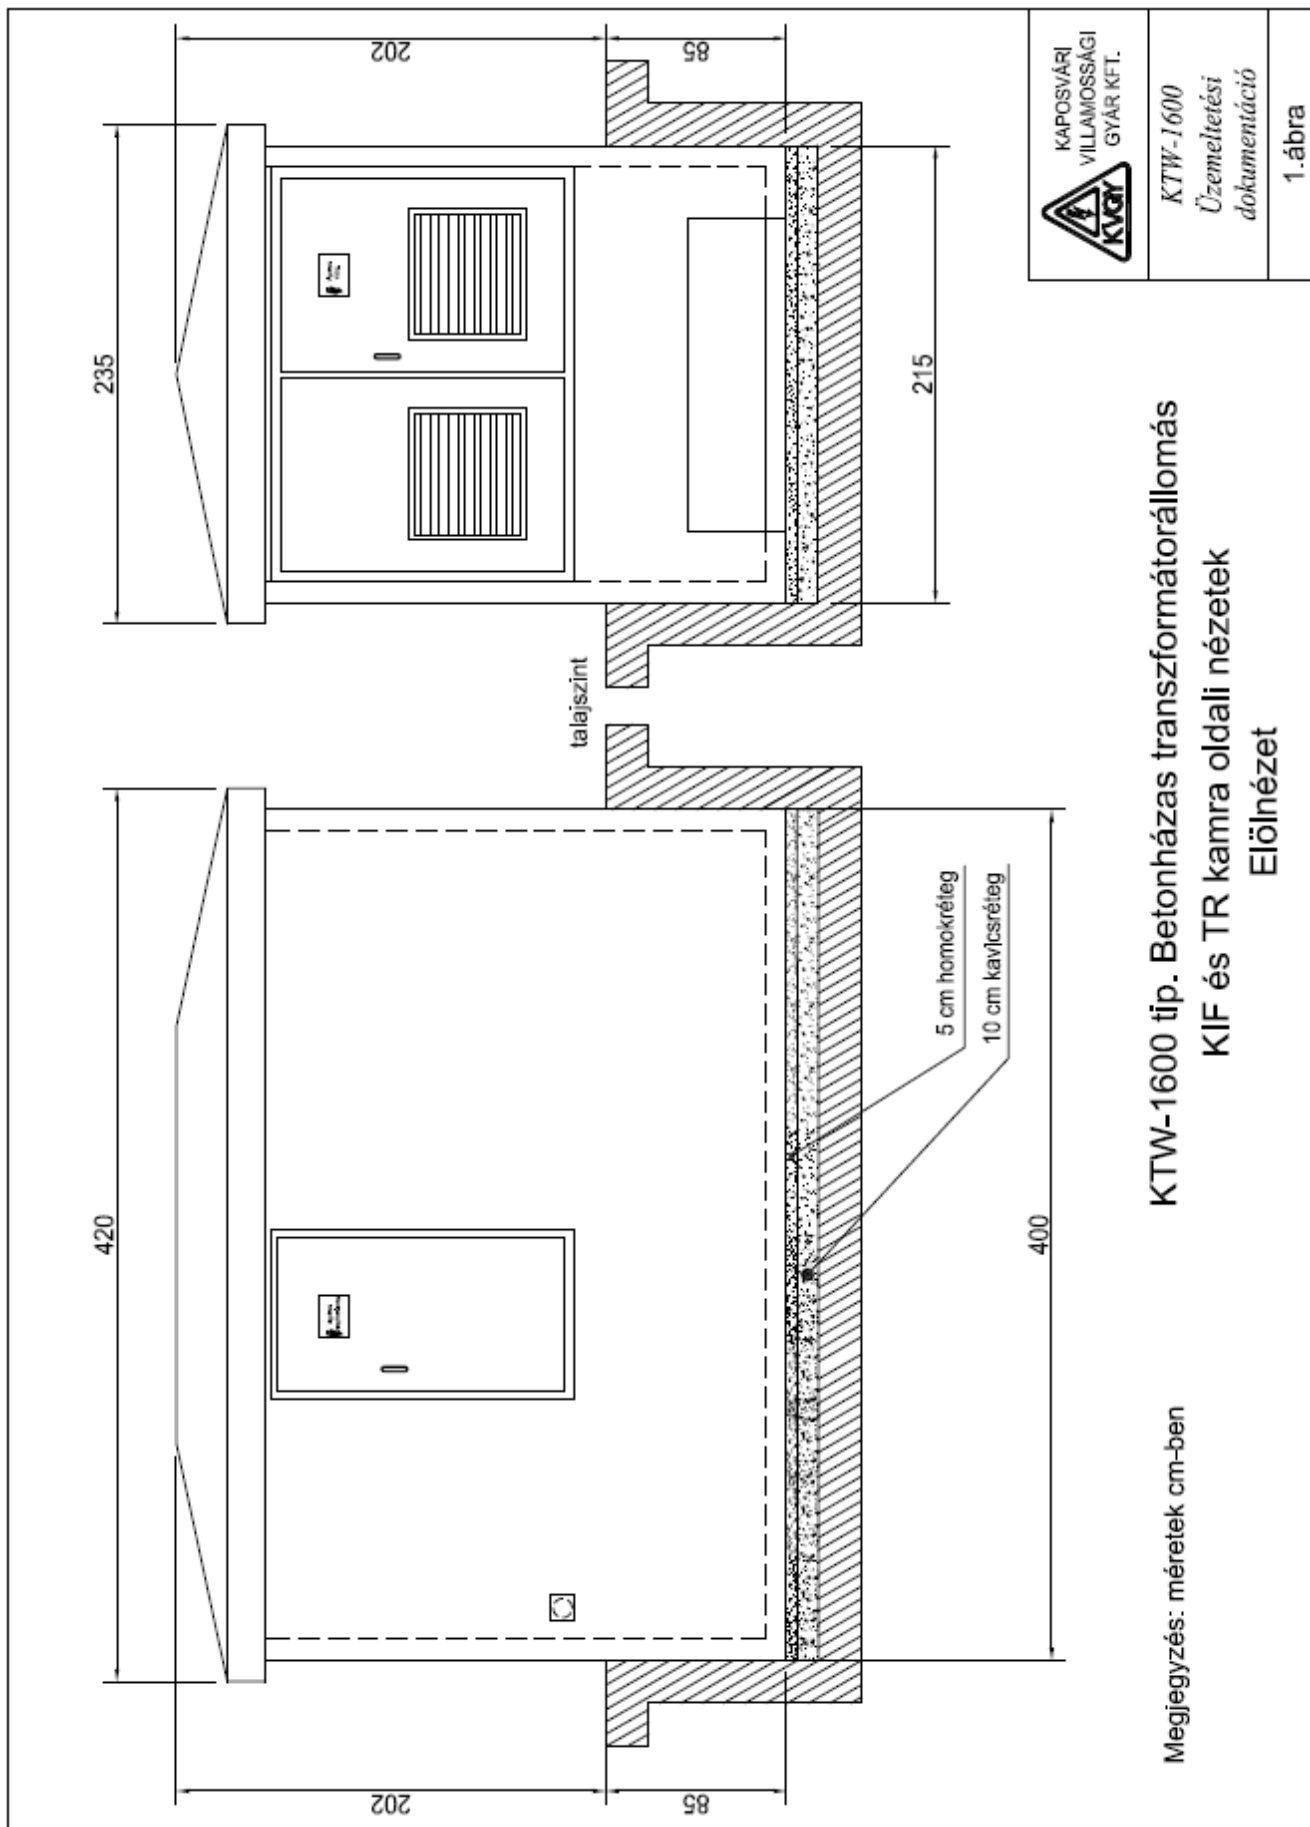 420
235
202
85
202
85
talajszint
5 cm homokréteg
10 cm kavicsréteg
400
215
KTW-1600 tip. Betonházas transzformátorállomás
KIF és TR kamra oldali nézetek
Elölnézet
Megjegyzés: méretek cm-ben
KVGY
KAPOSVÁRI
VILLAMOSSÁGI
GYÁR KFT.
KTW-1600
Üzemeltetési
dokumentáció
1.ábra